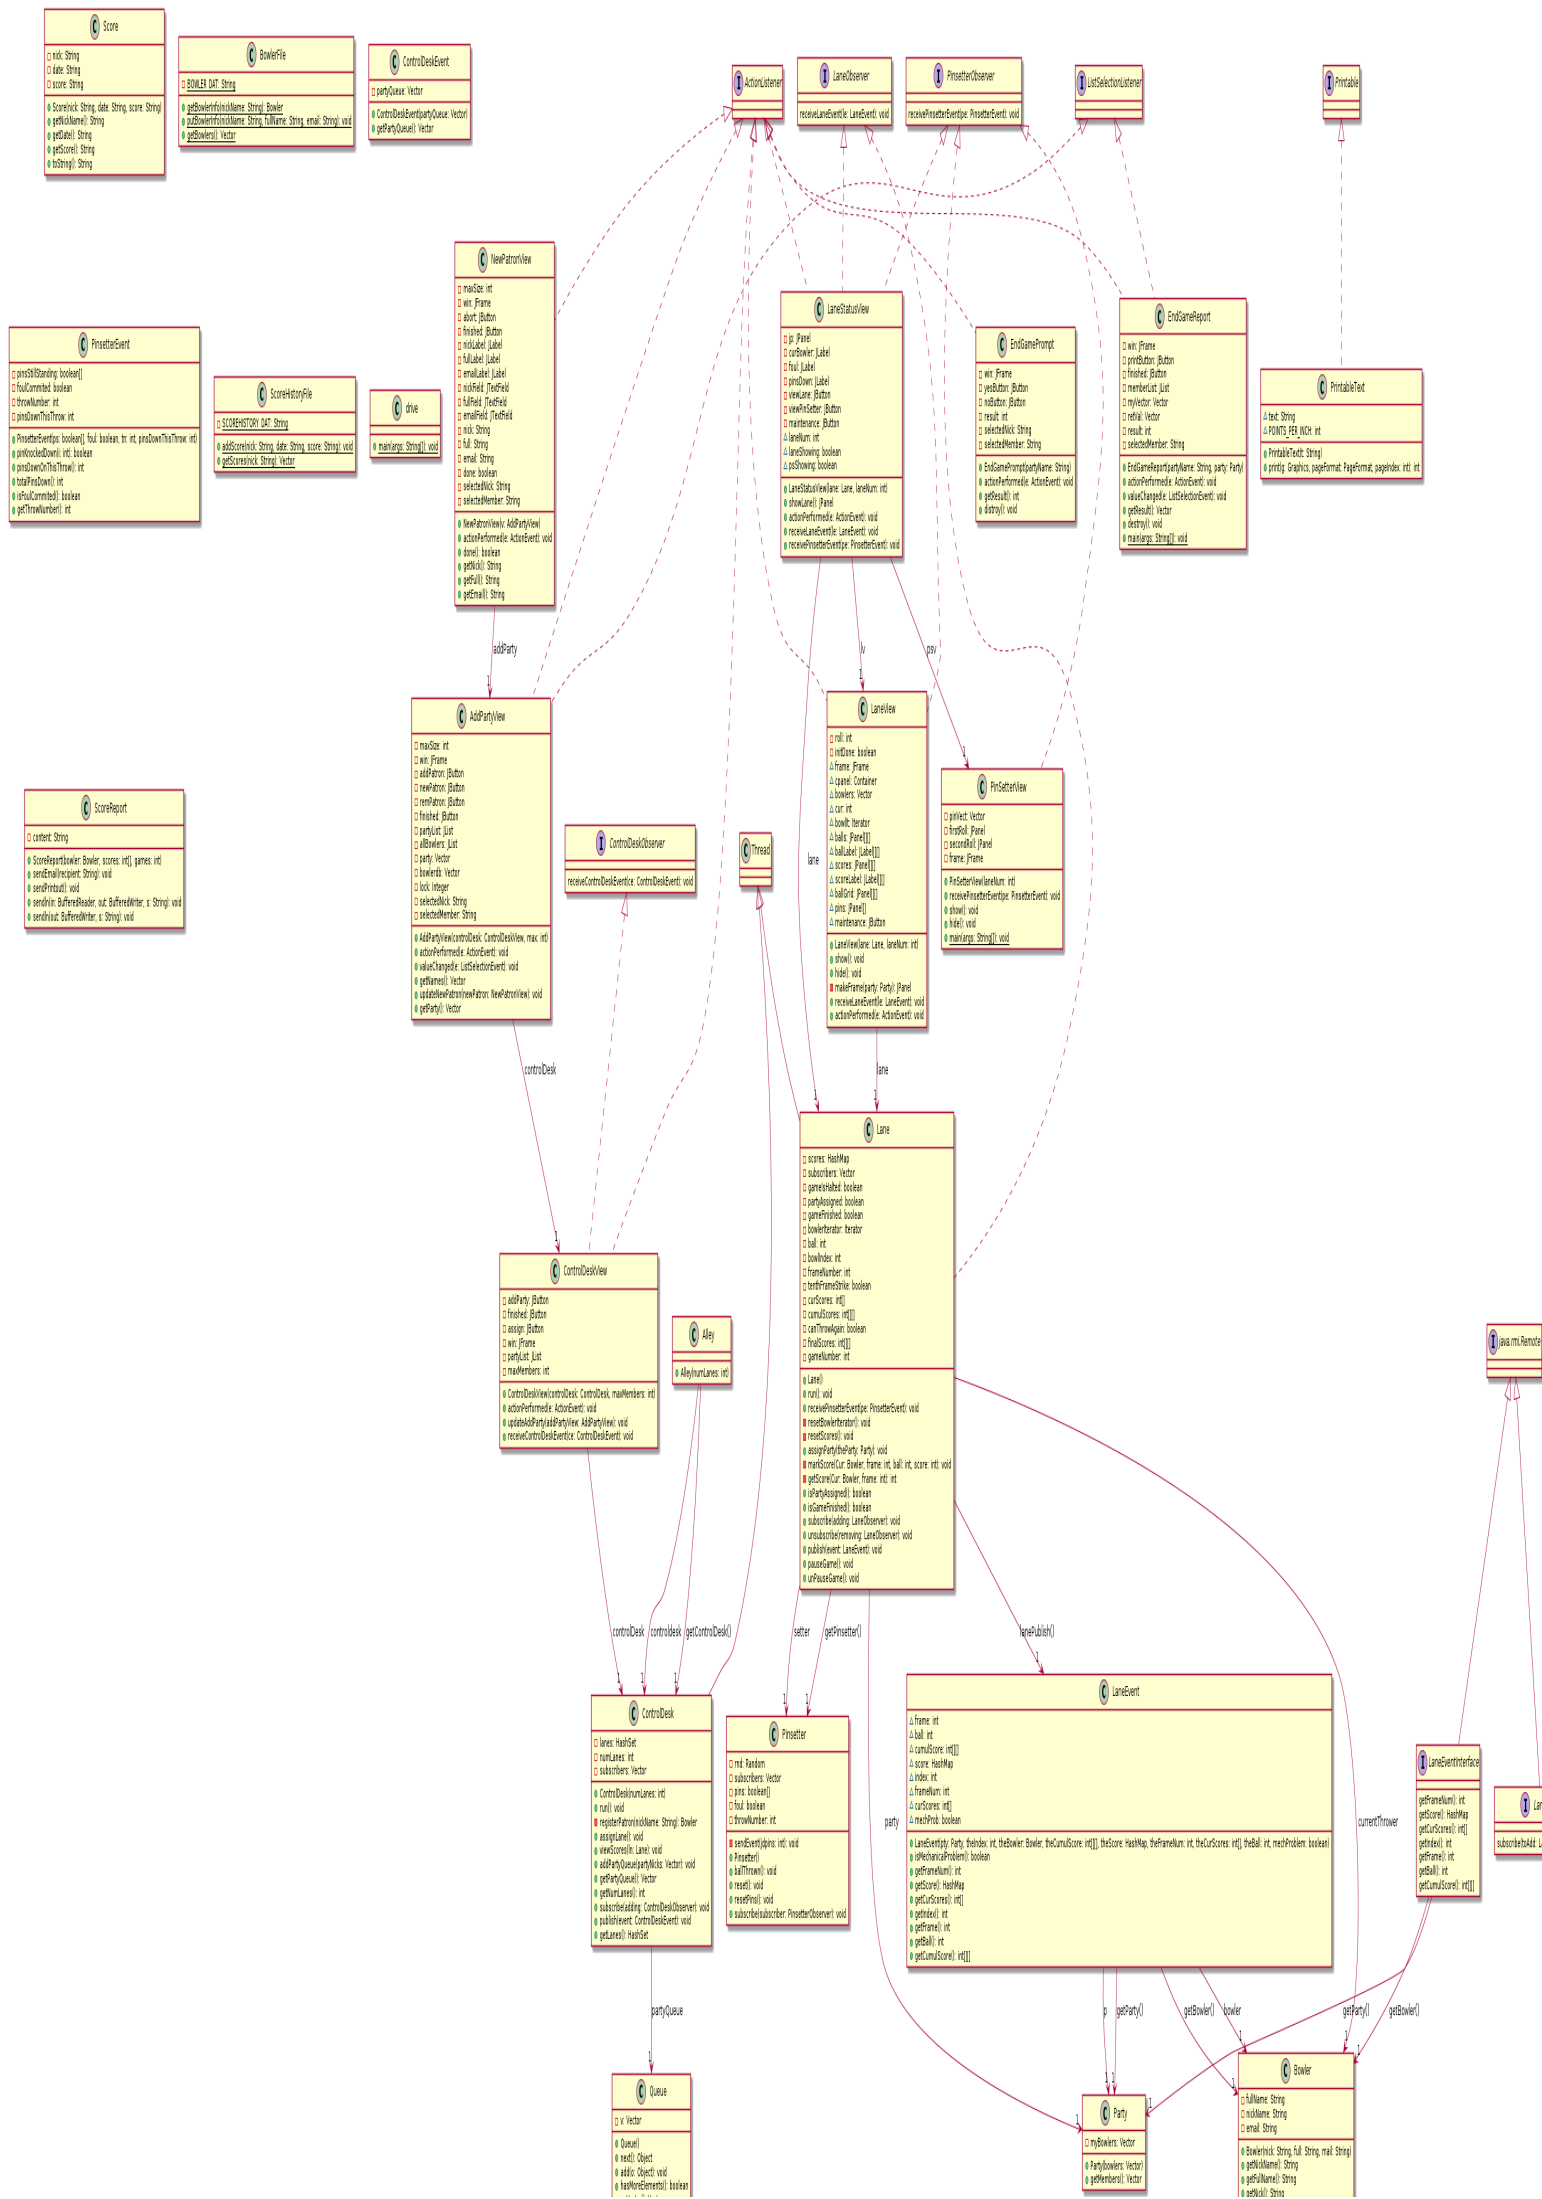 Score
nick: String
date: String
score: String
Score(nick: String, date: String, score: String)
getNickName(): String
getDate(): String
getScore(): String
toString(): String
BowlerFile
BOWLER_DAT: String
getBowlerInfo(nickName: String): Bowler
putBowlerInfo(nickName: String, fullName: String, email: String): void
getBowlers(): Vector
ControlDeskEvent
partyQueue: Vector
ControlDeskEvent(partyQueue: Vector)
getPartyQueue(): Vector
ActionListener
LaneObserver
receiveLaneEvent(le: LaneEvent): void
PinsetterObserver
receivePinsetterEvent(pe: PinsetterEvent): void
ListSelectionListener
Printable
NewPatronView
maxSize: int
win: JFrame
abort: JButton
finished: JButton
nickLabel: JLabel
fullLabel: JLabel
emailLabel: JLabel
nickField: JTextField
fullField: JTextField
emailField: JTextField
nick: String
full: String
email: String
done: boolean
selectedNick: String
selectedMember: String
NewPatronView(v: AddPartyView)
actionPerformed(e: ActionEvent): void
done(): boolean
getNick(): String
getFull(): String
getEmail(): String
LaneStatusView
jp: JPanel
curBowler: JLabel
foul: JLabel
pinsDown: JLabel
viewLane: JButton
viewPinSetter: JButton
maintenance: JButton
laneNum: int
laneShowing: boolean
psShowing: boolean
LaneStatusView(lane: Lane, laneNum: int)
showLane(): JPanel
actionPerformed(e: ActionEvent): void
receiveLaneEvent(le: LaneEvent): void
receivePinsetterEvent(pe: PinsetterEvent): void
EndGamePrompt
win: JFrame
yesButton: JButton
noButton: JButton
result: int
selectedNick: String
selectedMember: String
EndGamePrompt(partyName: String)
actionPerformed(e: ActionEvent): void
getResult(): int
distroy(): void
EndGameReport
win: JFrame
printButton: JButton
finished: JButton
memberList: JList
myVector: Vector
retVal: Vector
result: int
selectedMember: String
EndGameReport(partyName: String, party: Party)
actionPerformed(e: ActionEvent): void
valueChanged(e: ListSelectionEvent): void
getResult(): Vector
destroy(): void
main(args: String[]): void
PrintableText
text: String
POINTS_PER_INCH: int
PrintableText(t: String)
print(g: Graphics, pageFormat: PageFormat, pageIndex: int): int
PinsetterEvent
pinsStillStanding: boolean[]
foulCommited: boolean
throwNumber: int
pinsDownThisThrow: int
PinsetterEvent(ps: boolean[], foul: boolean, tn: int, pinsDownThisThrow: int)
pinKnockedDown(i: int): boolean
pinsDownOnThisThrow(): int
totalPinsDown(): int
isFoulCommited(): boolean
getThrowNumber(): int
ScoreHistoryFile
SCOREHISTORY_DAT: String
addScore(nick: String, date: String, score: String): void
getScores(nick: String): Vector
drive
main(args: String[]): void
addParty
1
lv
1
psv
1
lane
1
AddPartyView
maxSize: int
win: JFrame
addPatron: JButton
newPatron: JButton
remPatron: JButton
finished: JButton
partyList: JList
allBowlers: JList
party: Vector
bowlerdb: Vector
lock: Integer
selectedNick: String
selectedMember: String
AddPartyView(controlDesk: ControlDeskView, max: int)
actionPerformed(e: ActionEvent): void
valueChanged(e: ListSelectionEvent): void
getNames(): Vector
updateNewPatron(newPatron: NewPatronView): void
getParty(): Vector
LaneView
roll: int
initDone: boolean
frame: JFrame
cpanel: Container
bowlers: Vector
cur: int
bowlIt: Iterator
balls: JPanel[][]
ballLabel: JLabel[][]
scores: JPanel[][]
scoreLabel: JLabel[][]
ballGrid: JPanel[][]
pins: JPanel[]
maintenance: JButton
LaneView(lane: Lane, laneNum: int)
show(): void
hide(): void
makeFrame(party: Party): JPanel
receiveLaneEvent(le: LaneEvent): void
actionPerformed(e: ActionEvent): void
PinSetterView
pinVect: Vector
firstRoll: JPanel
secondRoll: JPanel
frame: JFrame
PinSetterView(laneNum: int)
receivePinsetterEvent(pe: PinsetterEvent): void
show(): void
hide(): void
main(args: String[]): void
ScoreReport
content: String
ScoreReport(bowler: Bowler, scores: int[], games: int)
sendEmail(recipient: String): void
sendPrintout(): void
sendln(in: BufferedReader, out: BufferedWriter, s: String): void
sendln(out: BufferedWriter, s: String): void
ControlDeskObserver
receiveControlDeskEvent(ce: ControlDeskEvent): void
Thread
controlDesk
1
lane
1
Lane
scores: HashMap
subscribers: Vector
gameIsHalted: boolean
partyAssigned: boolean
gameFinished: boolean
bowlerIterator: Iterator
ball: int
bowlIndex: int
frameNumber: int
tenthFrameStrike: boolean
curScores: int[]
cumulScores: int[][]
canThrowAgain: boolean
finalScores: int[][]
gameNumber: int
Lane()
run(): void
receivePinsetterEvent(pe: PinsetterEvent): void
resetBowlerIterator(): void
resetScores(): void
assignParty(theParty: Party): void
markScore(Cur: Bowler, frame: int, ball: int, score: int): void
getScore(Cur: Bowler, frame: int): int
isPartyAssigned(): boolean
isGameFinished(): boolean
subscribe(adding: LaneObserver): void
unsubscribe(removing: LaneObserver): void
publish(event: LaneEvent): void
pauseGame(): void
unPauseGame(): void
ControlDeskView
addParty: JButton
finished: JButton
assign: JButton
win: JFrame
partyList: JList
maxMembers: int
ControlDeskView(controlDesk: ControlDesk, maxMembers: int)
actionPerformed(e: ActionEvent): void
updateAddParty(addPartyView: AddPartyView): void
receiveControlDeskEvent(ce: ControlDeskEvent): void
Alley
Alley(numLanes: int)
java.rmi.Remote
controlDesk
1
controldesk
1
getControlDesk()
1
setter
1
getPinsetter()
1
party
1
lanePublish()
1
currentThrower
1
ControlDesk
lanes: HashSet
numLanes: int
subscribers: Vector
ControlDesk(numLanes: int)
run(): void
registerPatron(nickName: String): Bowler
assignLane(): void
viewScores(ln: Lane): void
addPartyQueue(partyNicks: Vector): void
getPartyQueue(): Vector
getNumLanes(): int
subscribe(adding: ControlDeskObserver): void
publish(event: ControlDeskEvent): void
getLanes(): HashSet
Pinsetter
rnd: Random
subscribers: Vector
pins: boolean[]
foul: boolean
throwNumber: int
sendEvent(jdpins: int): void
Pinsetter()
ballThrown(): void
reset(): void
resetPins(): void
subscribe(subscriber: PinsetterObserver): void
LaneEvent
frame: int
ball: int
cumulScore: int[][]
score: HashMap
index: int
frameNum: int
curScores: int[]
mechProb: boolean
LaneEvent(pty: Party, theIndex: int, theBowler: Bowler, theCumulScore: int[][], theScore: HashMap, theFrameNum: int, theCurScores: int[], theBall: int, mechProblem: boolean)
isMechanicalProblem(): boolean
getFrameNum(): int
getScore(): HashMap
getCurScores(): int[]
getIndex(): int
getFrame(): int
getBall(): int
getCumulScore(): int[][]
LaneEventInterface
getFrameNum(): int
getScore(): HashMap
getCurScores(): int[]
getIndex(): int
getFrame(): int
getBall(): int
getCumulScore(): int[][]
Lan
subscribe(toAdd: L
partyQueue
1
p
1
getParty()
1
getBowler()
1
bowler
1
getParty()
1
getBowler()
1
Queue
v: Vector
Queue()
next(): Object
add(o: Object): void
hasMoreElements(): boolean
Party
myBowlers: Vector
Party(bowlers: Vector)
getMembers(): Vector
Bowler
fullName: String
nickName: String
email: String
Bowler(nick: String, full: String, mail: String)
getNickName(): String
getFullName(): String
getNick(): String